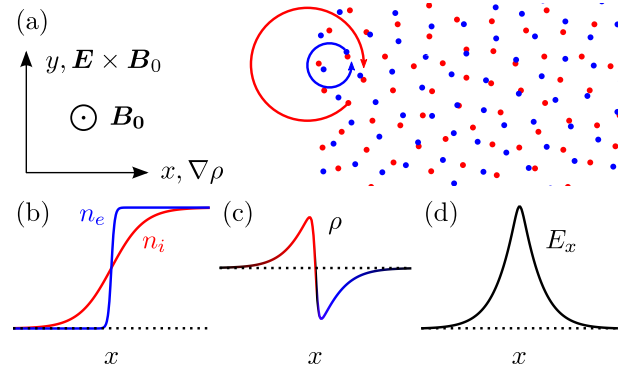 (a)
y, E × B₀
B₀
x, ∇ρ
(b)
nₑ
nᵢ
x
(c)
ρ
x
(d)
Eₓ
x